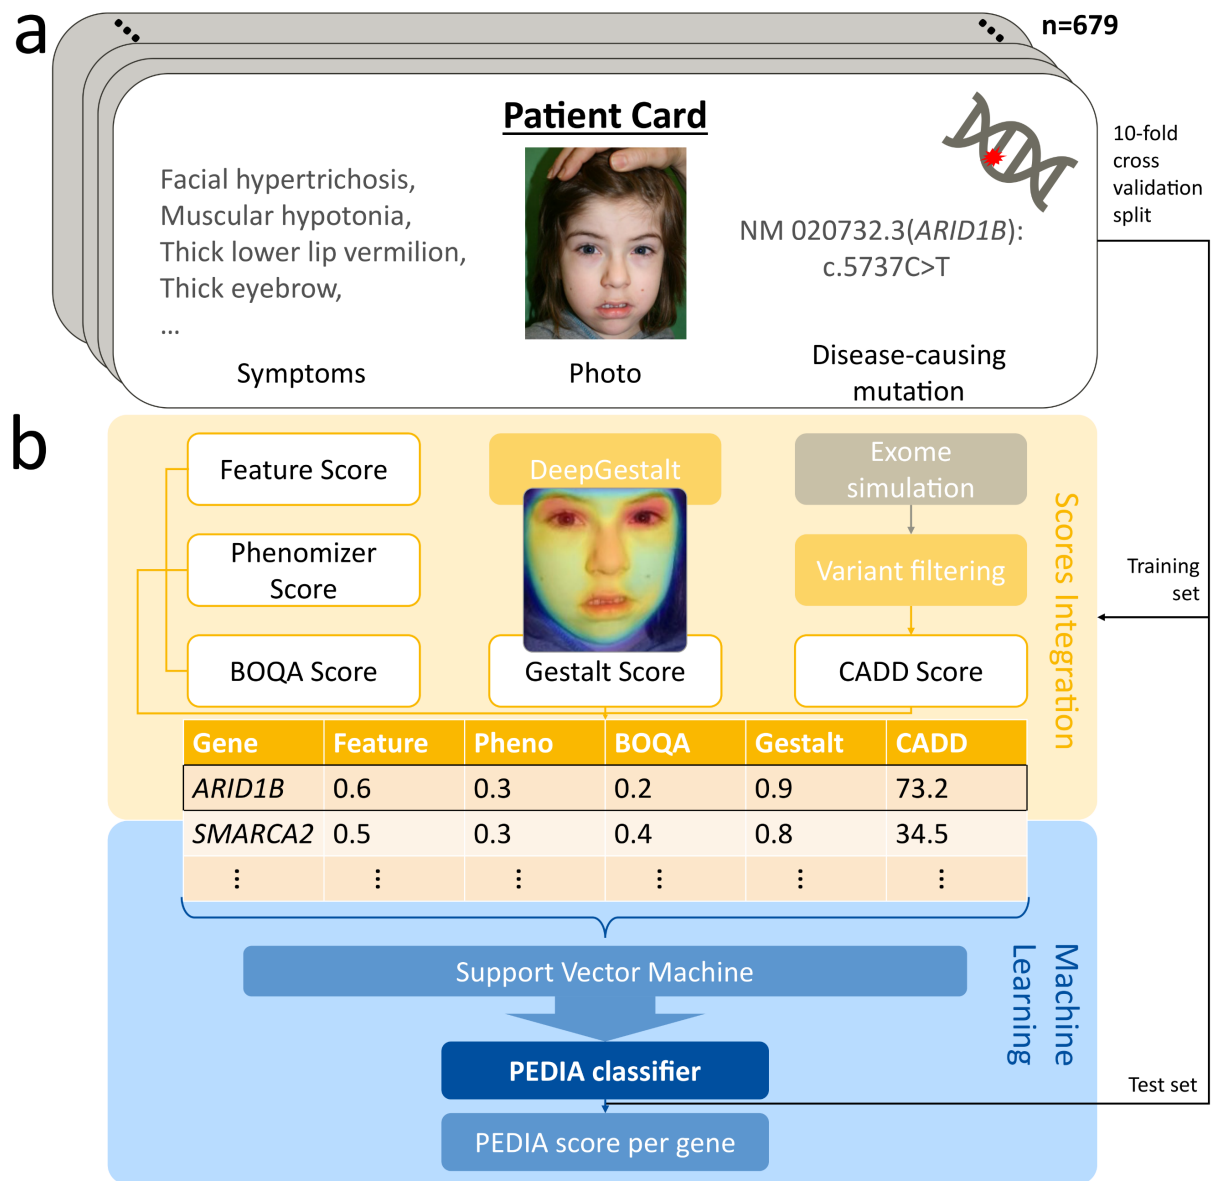 a
n=679
Patient Card
10-fold
cross
validation
split
Facial hypertrichosis,
Muscular hypotonia,
Thick lower lip vermilion,
Thick eyebrow,
...
NM 020732.3(ARID1B):
c.5737C>T
Symptoms
Photo
Disease-causing
mutation
b
Feature Score
DeepGestalt
Exome
simulation
Phenomizer
Score
Variant filtering
BOQA Score
Gestalt Score
CADD Score
Scores Integration
Training
set
Gene Feature Pheno BOQA Gestalt CADD
ARID1B 0.6 0.3 0.2 0.9 73.2
SMARCA2 0.5 0.3 0.4 0.8 34.5
⋮ ⋮ ⋮ ⋮ ⋮ ⋮
Support Vector Machine
Machine
Learning
PEDIA classifier
Test set
PEDIA score per gene